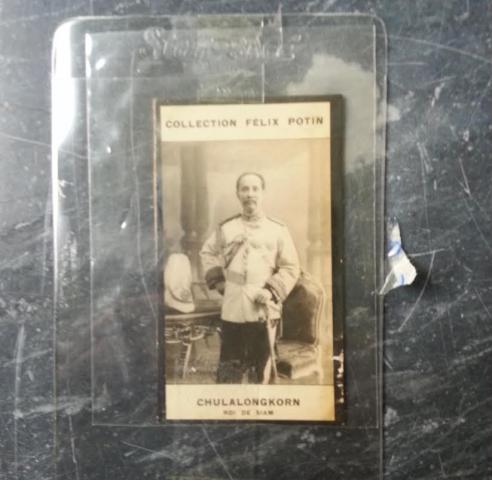 COLLECTION FÉLIX POTIN
CHULALONGKORN
ROI DE SIAM